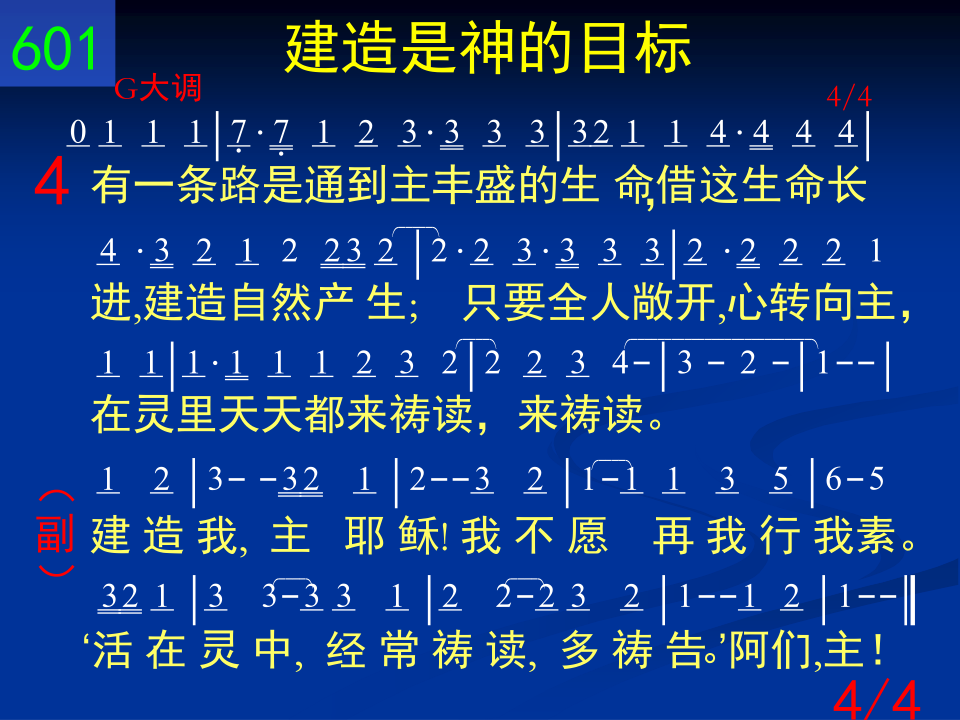 601 建造是神的目标
G大调 4/4
0 1 1 1|7·7 1 2 3·3 3 3|32 1 1 4·4 4 4|
4 有一条路是通到主丰盛的生命,借这生命长
4·3 2 1 2 23 2|2·2 3·3 3 3|2·2 2 2 1
进,建造自然产生; 只要全人敞开,心转向主,
1 1|1·1 1 1 2 3 2|2 2 3 4-|3-2-|1--|
在灵里天天都来祷读，来祷读。
1 2|3--32 1|2--3 2|1-1 1 3 5|6-5
(副) 建造我, 主耶稣!我不愿 再我行我素。
32 1|3 3-3 3 1|2 2-2 3 2|1--1 2|1--‖
‘活在灵中, 经常祷读, 多祷告。’阿们,主!
4/4